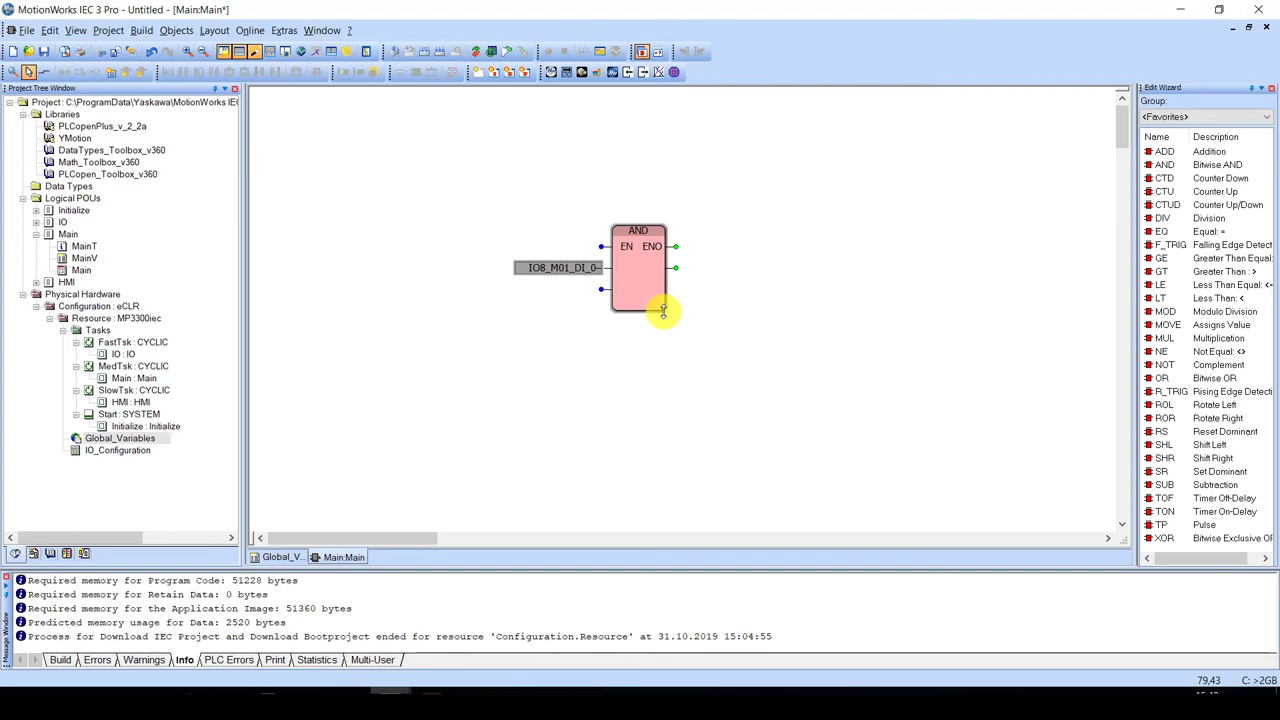 MotionWorks IEC 3 Pro - Untitled - [Main:Main*]
File Edit View Project Build Objects Layout Online Extras Window ?
Project Tree Window
Project : C:\ProgramData\Yaskawa\MotionWorks IEC
Libraries
PLCopenPlus_v_2_2a
YMotion
DataTypes_Toolbox_v360
Math_Toolbox_v360
PLCopen_Toolbox_v360
Data Types
Logical POUs
Initialize
IO
Main
MainT
MainV
Main
HMI
Physical Hardware
Configuration : eCLR
Resource : MP3300iec
Tasks
FastTsk : CYCLIC
IO : IO
MedTsk : CYCLIC
Main : Main
SlowTsk : CYCLIC
HMI : HMI
Start : SYSTEM
Initialize : Initialize
Global_Variables
IO_Configuration
AND
EN ENO
IO8_M01_DI_0
Global_V... Main:Main
Edit Wizard
Group:
<Favorites>
Name Description
ADD Addition
AND Bitwise AND
CTD Counter Down
CTU Counter Up
CTUD Counter Up/Down
DIV Division
EQ Equal: =
F_TRIG Falling Edge Detect
GE Greater Than Equal:
GT Greater Than : >
LE Less Than Equal: <
LT Less Than: <
MOD Modulo Division
MOVE Assigns Value
MUL Multiplication
NE Not Equal: <>
NOT Complement
OR Bitwise OR
R_TRIG Rising Edge Detecti
ROL Rotate Left
ROR Rotate Right
RS Reset Dominant
SHL Shift Left
SHR Shift Right
SR Set Dominant
SUB Subtraction
TOF Timer Off-Delay
TON Timer On-Delay
TP Pulse
XOR Bitwise Exclusive OF
Message Window
Required memory for Program Code: 51228 bytes
Required memory for Retain Data: 0 bytes
Required memory for the Application Image: 51360 bytes
Predicted memory usage for Data: 2520 bytes
Process for Download IEC Project and Download Bootproject ended for resource 'Configuration.Resource' at 31.10.2019 15:04:55
Build Errors Warnings Info PLC Errors Print Statistics Multi-User
79,43 C: >2GB